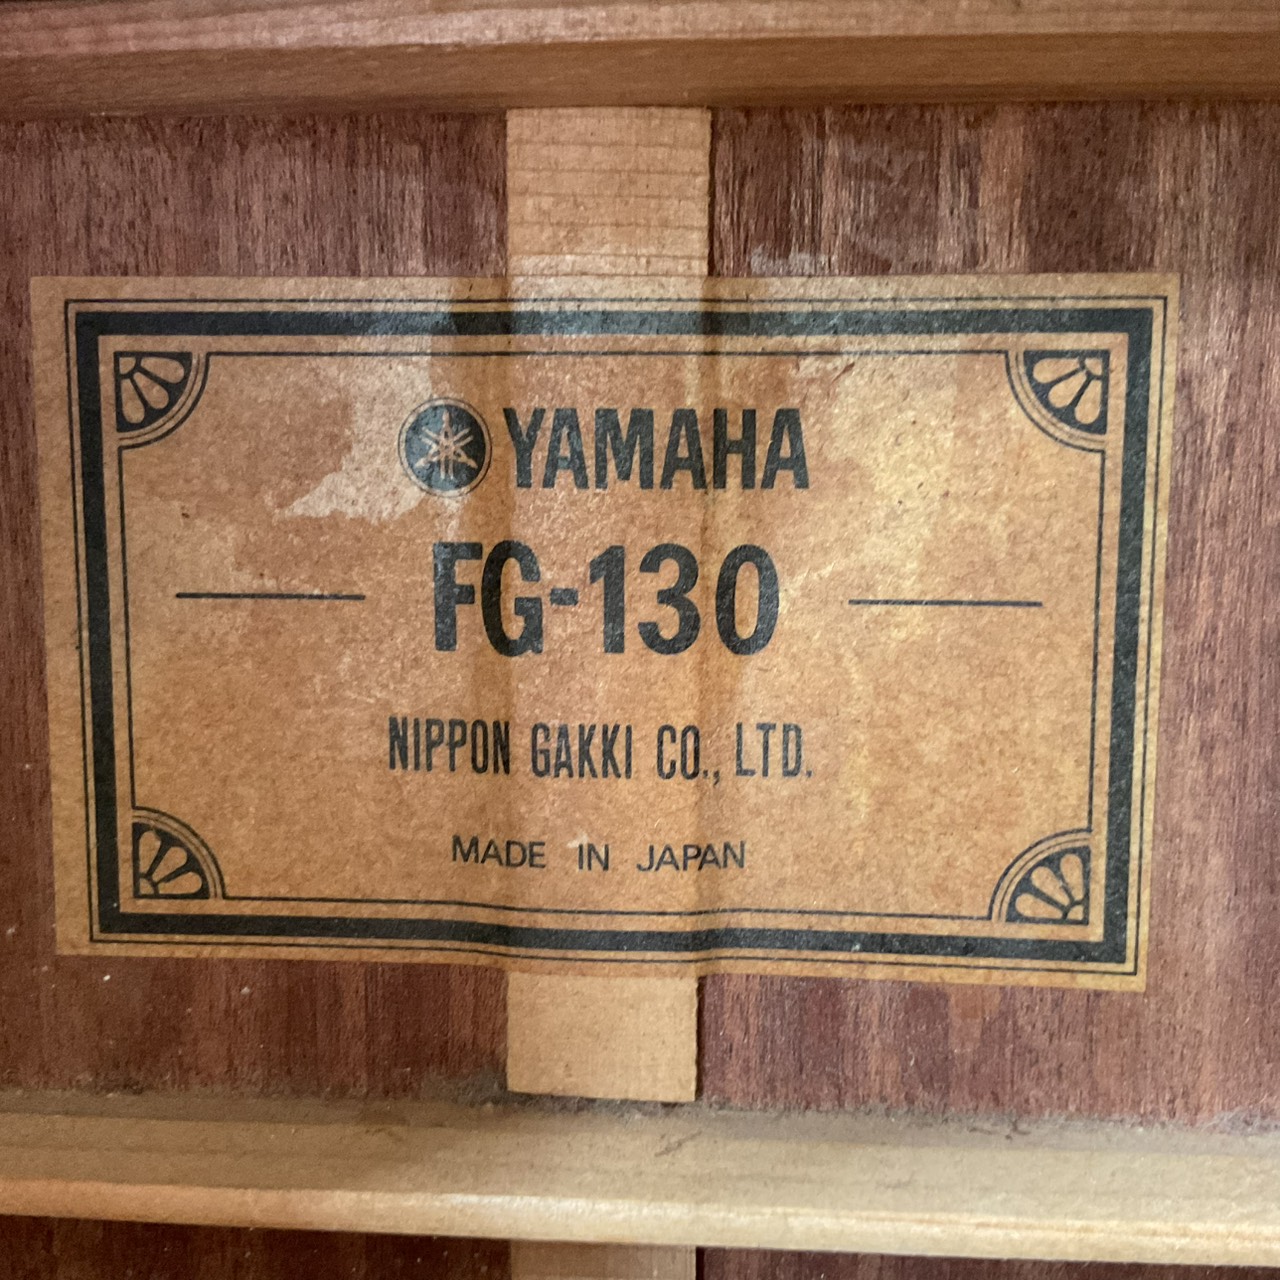 YAMAHA
FG-130
NIPPON GAKKI CO., LTD.
MADE IN JAPAN